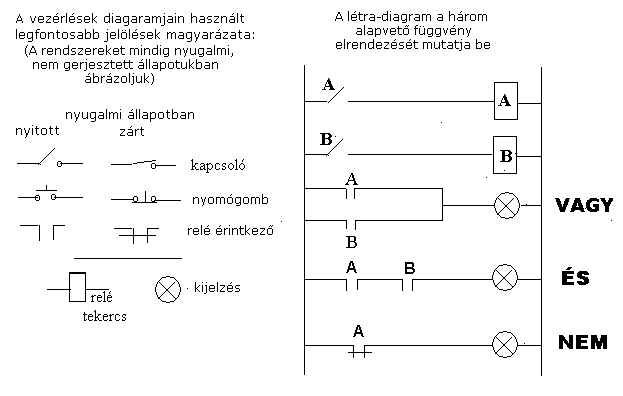 A vezérlések diagaramjain használt
legfontosabb jelölések magyarázata:
(A rendszereket mindig nyugalmi,
nem gerjesztett állapotukban
ábrázoljuk)
nyugalmi állapotban
nyitott zárt
kapcsoló
nyomógomb
relé érintkező
relé
tekercs
kijelzés
A létra-diagram a három
alapvető függvény
elrendezését mutatja be
A A
B B
A
B
VAGY
A B
ÉS
A
NEM